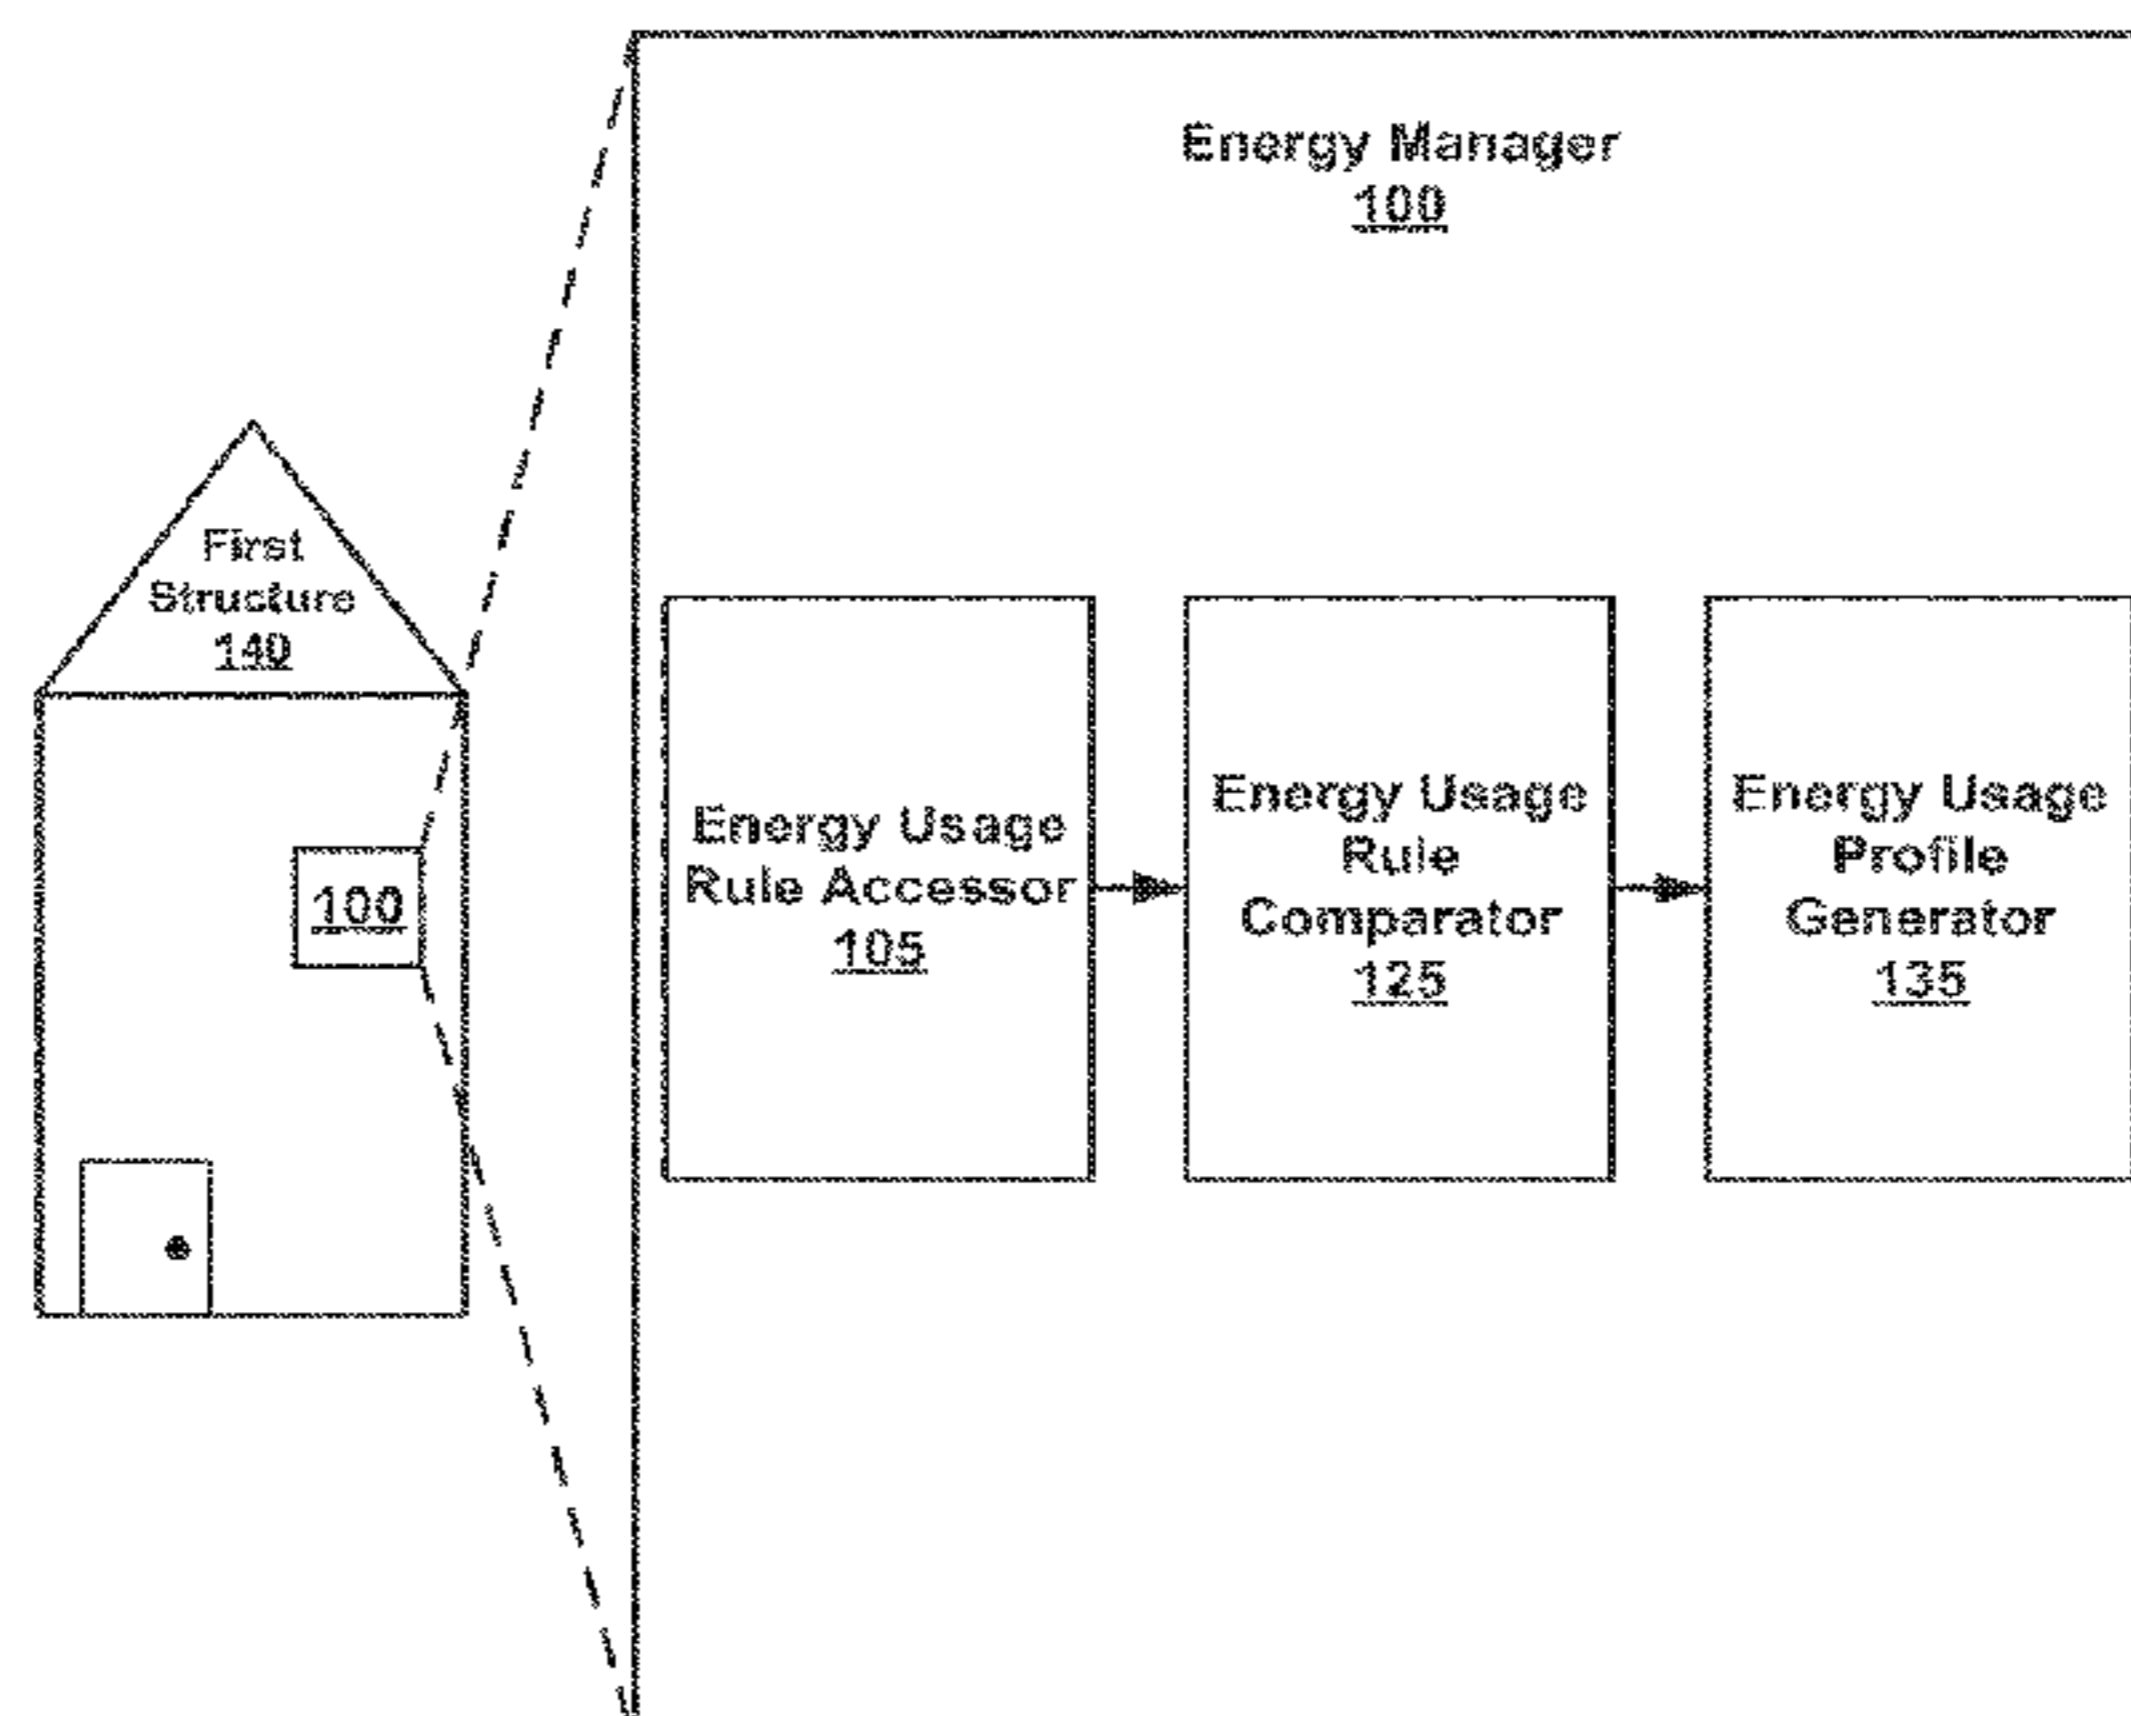 Energy Manager
100
First
Structure
140
100
Energy Usage
Rule Accessor
105
Energy Usage
Rule
Comparator
125
Energy Usage
Profile
Generator
135